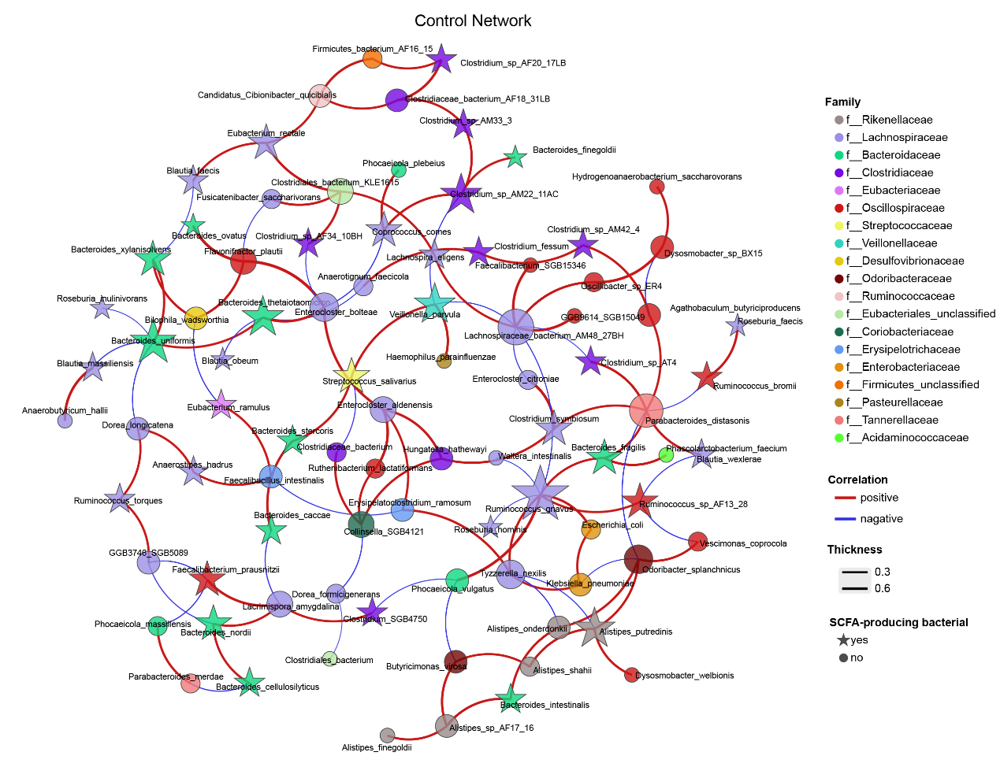 Control Network
Firmicutes_bacterium_AF16_15
Clostridium_sp_AF20_17LB
Candidatus_Cibionibacter_quicibialis
Clostridiaceae_bacterium_AF18_31LB
Clostridium_sp_AM33_3
Eubacterium_rectale
Bacteroides_finegoldii
Phocaeicola_plebeius
Blautia_faecis
Hydrogenoanaerobacterium_saccharovorans
Clostridiales_bacterium_KLE1615
Fusicatenibacter_saccharivorans
Clostridium_sp_AM22_11AC
Clostridium_sp_AM42_4
Coprococcus_comes
Bacteroides_ovatus
Clostridium_sp_AF34_10BH
Bacteroides_xylanisolvens
Flavonifractor_plautii
Clostridium_fessum
Lachnospira_eligens
Dysosmobacter_sp_BX15
Faecalibacterium_SGB15346
Anaerotignum_faecicola
Oscillibacter_sp_ER4
Roseburia_inulinivorans
Bacteroides_thetaiotaomicron
Enterocloster_bolteae
Agathobaculum_butyriciproducens
Veillonella_parvula
GGB9614_SGB15049
Roseburia_faecis
Bilophila_wadsworthia
Lachnospiraceae_bacterium_AM48_27BH
Bacteroides_uniformis
Haemophilus_parainfluenzae
Blautia_obeum
Blautia_massiliensis
Clostridium_sp_AT4
Enterocloster_citroniae
Streptococcus_salivarius
Ruminococcus_bromii
Enterocloster_aldenensis
Eubacterium_ramulus
Anaerobutyricum_hallii
Clostridium_symbiosum
Parabacteroides_distasonis
Dorea_longicatena
Bacteroides_stercoris
Clostridiaceae_bacterium
Hungatella_hathewayi
Bacteroides_fragilis
Phascolarctobacterium_faecium
Waltera_intestinalis
Blautia_wexlerae
Anaerostipes_hadrus
Ruthenibacterium_lactatiformans
Faecalibacillus_intestinalis
Ruminococcus_torques
Erysipelatoclostridium_ramosum
Ruminococcus_gnavus
Ruminococcus_sp_AF13_28
Bacteroides_caccae
Collinsella_SGB4121
Roseburia_hominis
Escherichia_coli
Vescimonas_coprocola
GGB3746_SGB5089
Faecalibacterium_prausnitzii
Odoribacter_splanchnicus
Tyzzerella_nexilis
Klebsiella_pneumoniae
Phocaeicola_vulgatus
Dorea_formicigenerans
Lacrimispora_amygdalina
Clostridium_SGB4750
Phocaeicola_massiliensis
Bacteroides_nordii
Alistipes_onderdonkii
Alistipes_putredinis
Clostridiales_bacterium
Butyricimonas_virosa
Alistipes_shahii
Parabacteroides_merdae
Dysosmobacter_welbionis
Bacteroides_cellulosilyticus
Bacteroides_intestinalis
Alistipes_sp_AF17_16
Alistipes_finegoldii
Family
f__Rikenellaceae
f__Lachnospiraceae
f__Bacteroidaceae
f__Clostridiaceae
f__Eubacteriaceae
f__Oscillospiraceae
f__Streptococcaceae
f__Veillonellaceae
f__Desulfovibrionaceae
f__Odoribacteraceae
f__Ruminococcaceae
f__Eubacteriales_unclassified
f__Coriobacteriaceae
f__Erysipelotrichaceae
f__Enterobacteriaceae
f__Firmicutes_unclassified
f__Pasteurellaceae
f__Tannerellaceae
f__Acidaminococcaceae
Correlation
positive
nagative
Thickness
0.3
0.6
SCFA-producing bacterial
yes
no